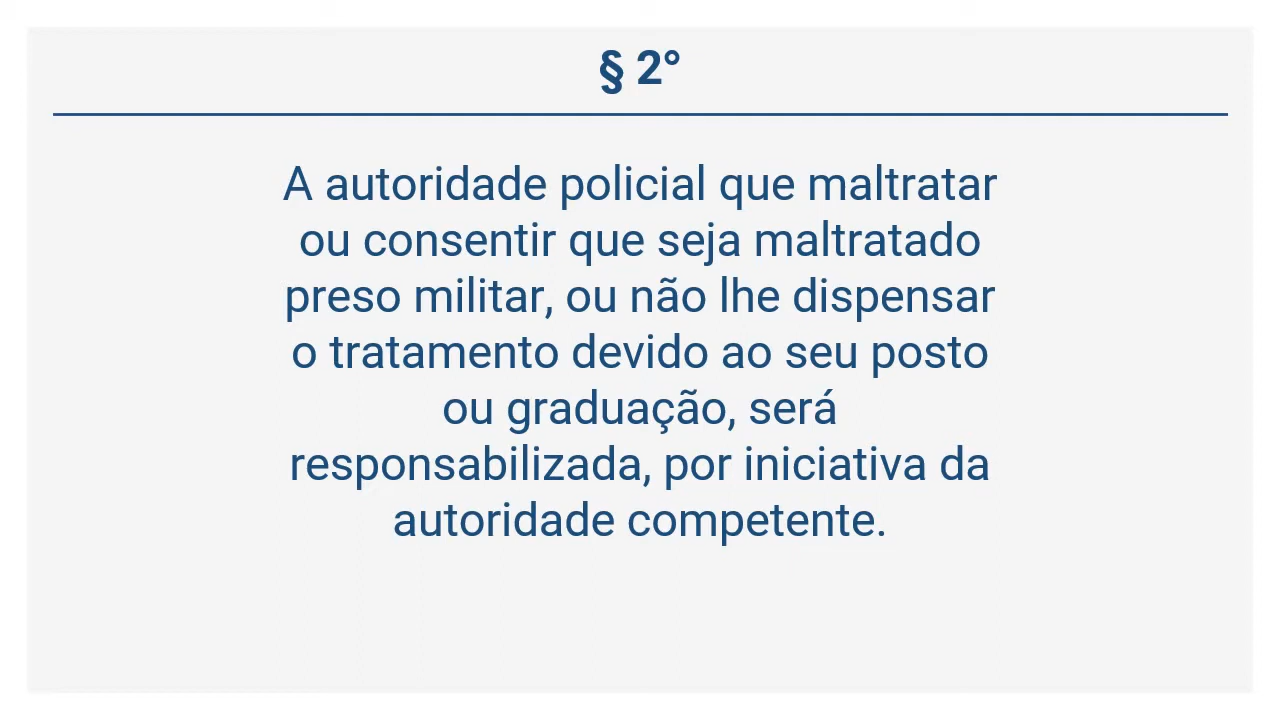 § 2°
A autoridade policial que maltratar
ou consentir que seja maltratado
preso militar, ou não lhe dispensar
o tratamento devido ao seu posto
ou graduação, será
responsabilizada, por iniciativa da
autoridade competente.